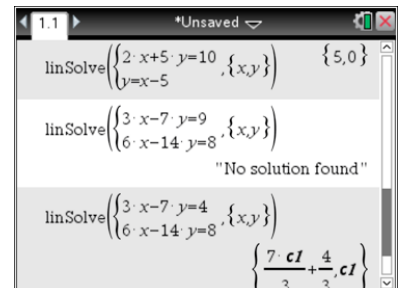 1.1 *Unsaved
linSolve({2·x+5·y=10
y=x−5,{x,y}) {5,0}
linSolve({3·x−7·y=9
6·x−14·y=8,{x,y})
"No solution found"
linSolve({3·x−7·y=4
6·x−14·y=8,{x,y})
{7·c1/3+4/3,c1}